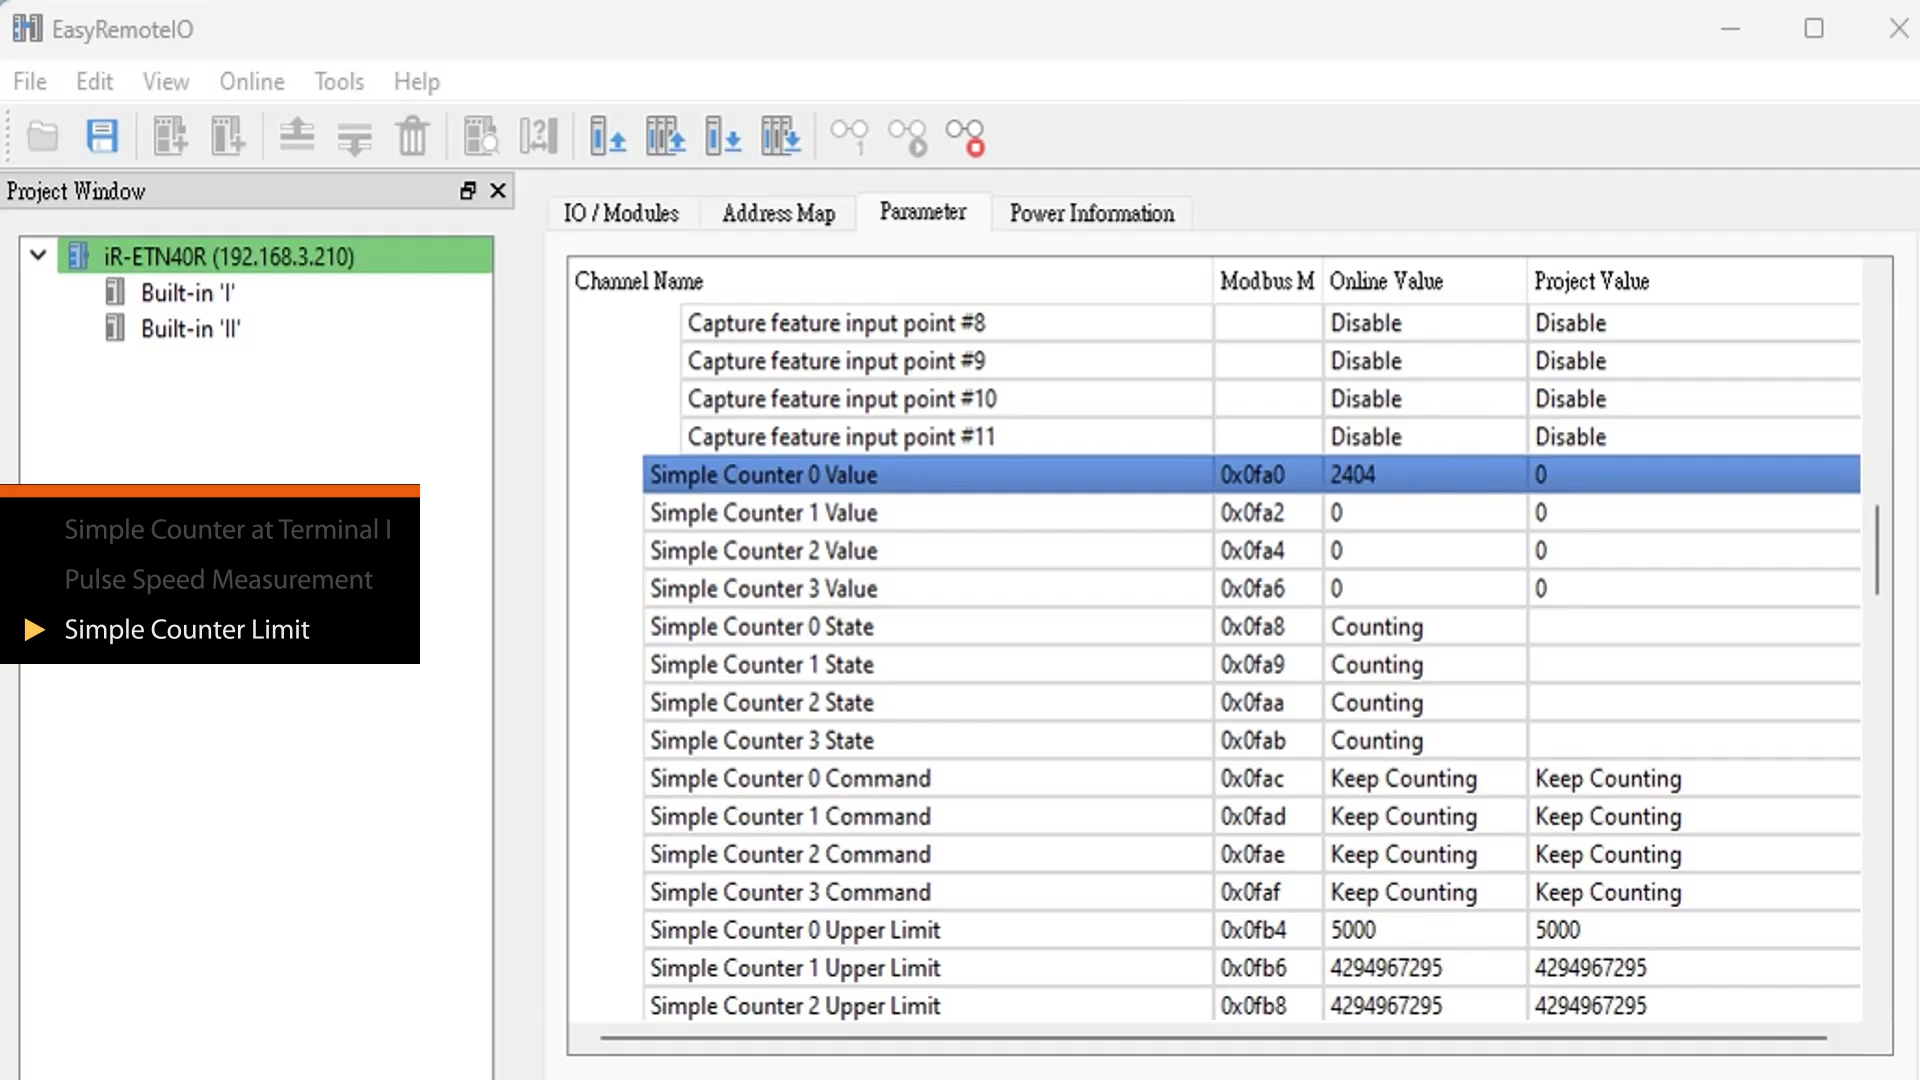 EasyRemoteIO
File Edit View Online Tools Help
Project Window
iR-ETN40R (192.168.3.210)
Built-in 'I'
Built-in 'II'
Simple Counter at Terminal I
Pulse Speed Measurement
Simple Counter Limit
IO / Modules Address Map Parameter Power Information
Channel Name Modbus M Online Value Project Value
Capture feature input point #8 Disable Disable
Capture feature input point #9 Disable Disable
Capture feature input point #10 Disable Disable
Capture feature input point #11 Disable Disable
Simple Counter 0 Value 0x0fa0 2404 0
Simple Counter 1 Value 0x0fa2 0 0
Simple Counter 2 Value 0x0fa4 0 0
Simple Counter 3 Value 0x0fa6 0 0
Simple Counter 0 State 0x0fa8 Counting
Simple Counter 1 State 0x0fa9 Counting
Simple Counter 2 State 0x0faa Counting
Simple Counter 3 State 0x0fab Counting
Simple Counter 0 Command 0x0fac Keep Counting Keep Counting
Simple Counter 1 Command 0x0fad Keep Counting Keep Counting
Simple Counter 2 Command 0x0fae Keep Counting Keep Counting
Simple Counter 3 Command 0x0faf Keep Counting Keep Counting
Simple Counter 0 Upper Limit 0x0fb4 5000 5000
Simple Counter 1 Upper Limit 0x0fb6 4294967295 4294967295
Simple Counter 2 Upper Limit 0x0fb8 4294967295 4294967295